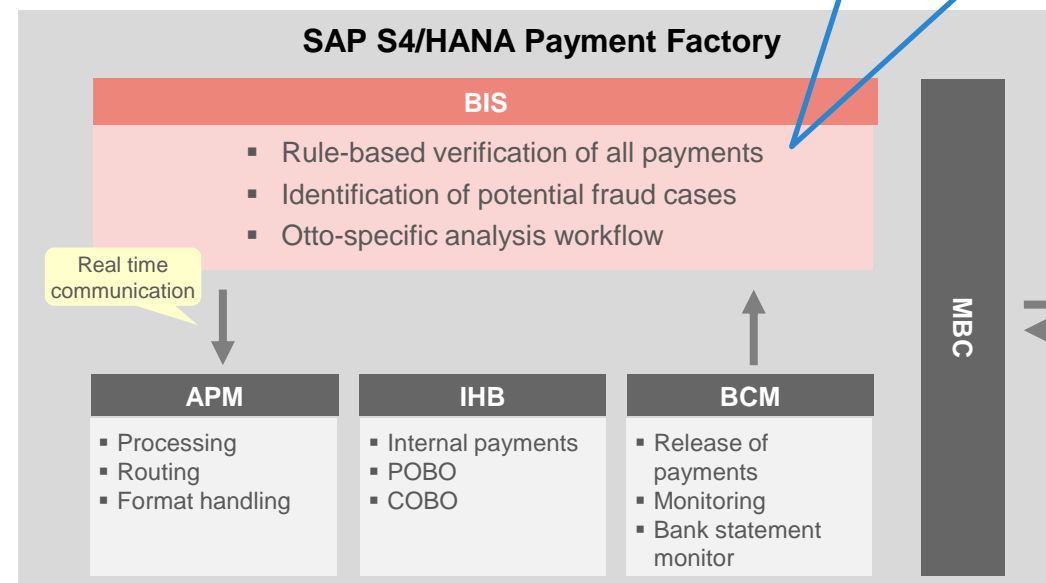 SAP S4/HANA Payment Factory
BIS
▪ Rule-based verification of all payments
▪ Identification of potential fraud cases
▪ Otto-specific analysis workflow
Real time
communication
APM
▪ Processing
▪ Routing
▪ Format handling
IHB
▪ Internal payments
▪ POBO
▪ COBO
BCM
▪ Release of
payments
▪ Monitoring
▪ Bank statement
monitor
MBC